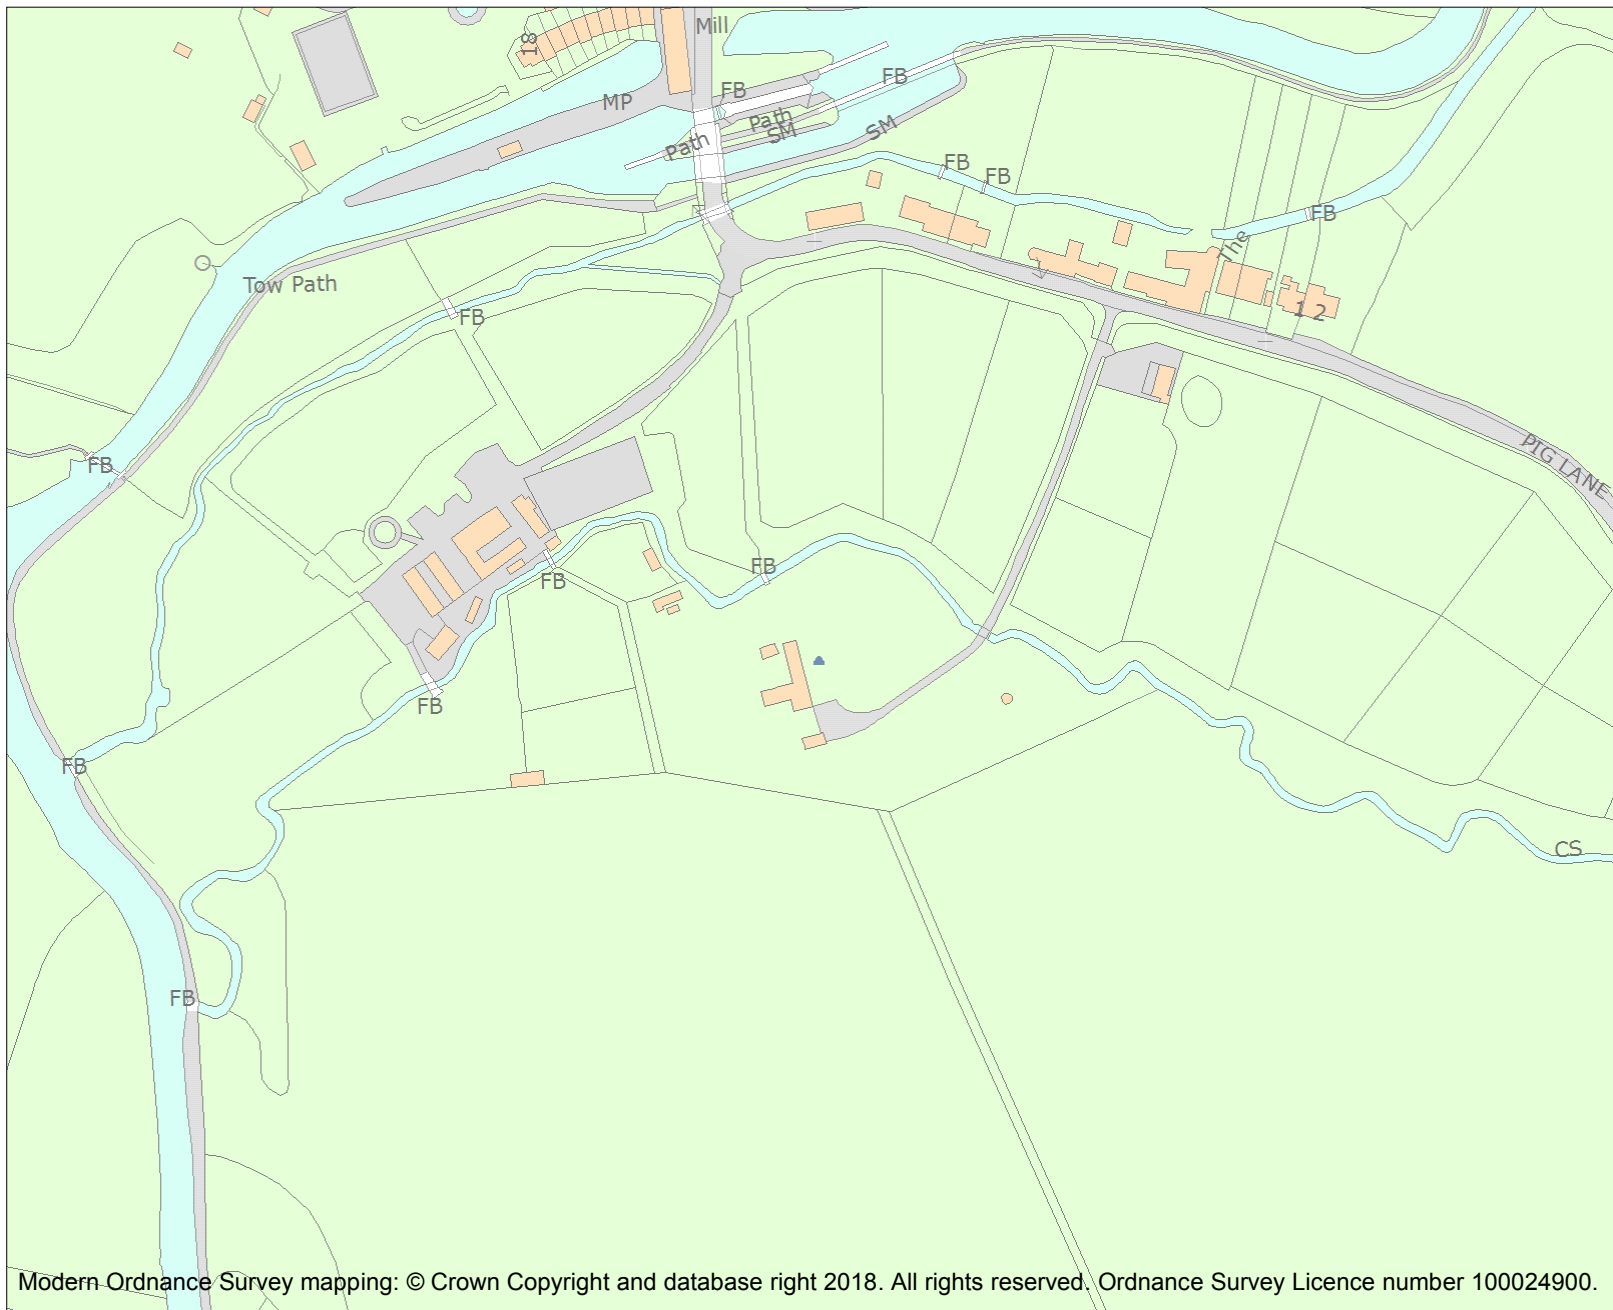 Mill
18
FB
FB
MP
Path
SM
SM
Path
FB
FB
FB
The
Tow Path
1 2
FB
PIG LANE
FB
FB
FB
FB
FB
CS
FB
Modern Ordnance Survey mapping: © Crown Copyright and database right 2018. All rights reserved. Ordnance Survey Licence number 100024900.